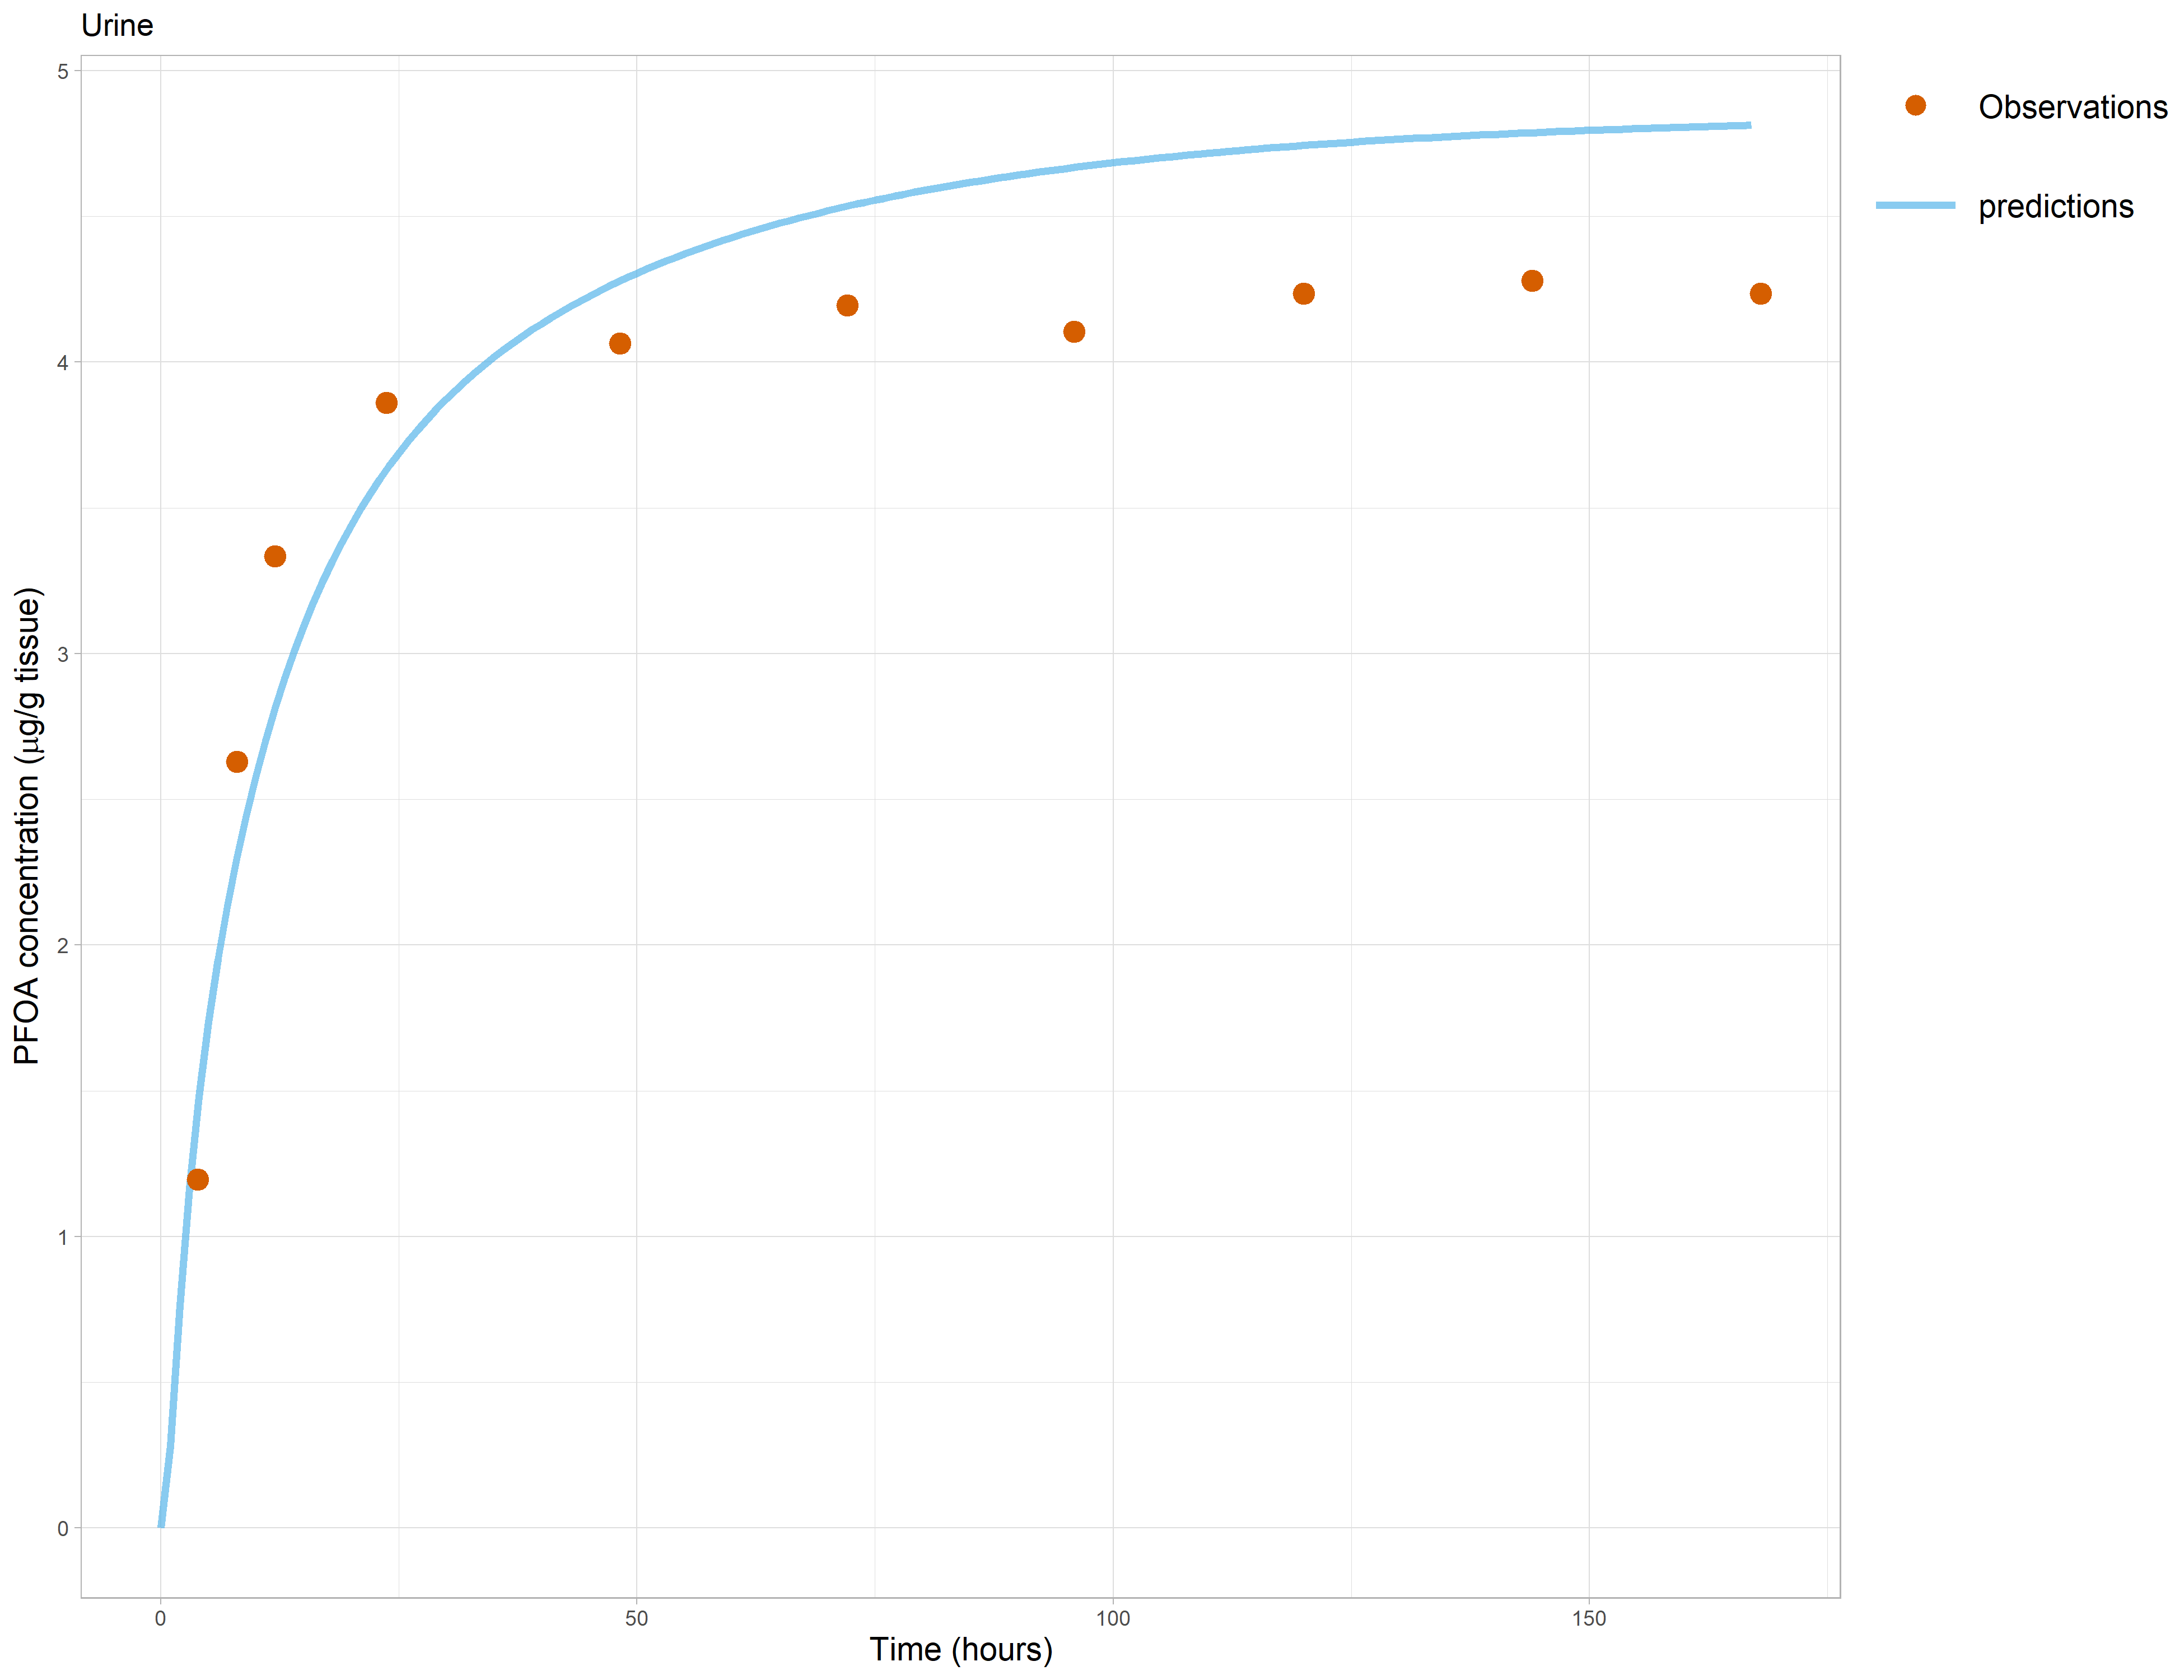 Urine
5
4
3
2
1
0
PFOA concentration (μg/g tissue)
0 50 100 150
Time (hours)
Observations
predictions